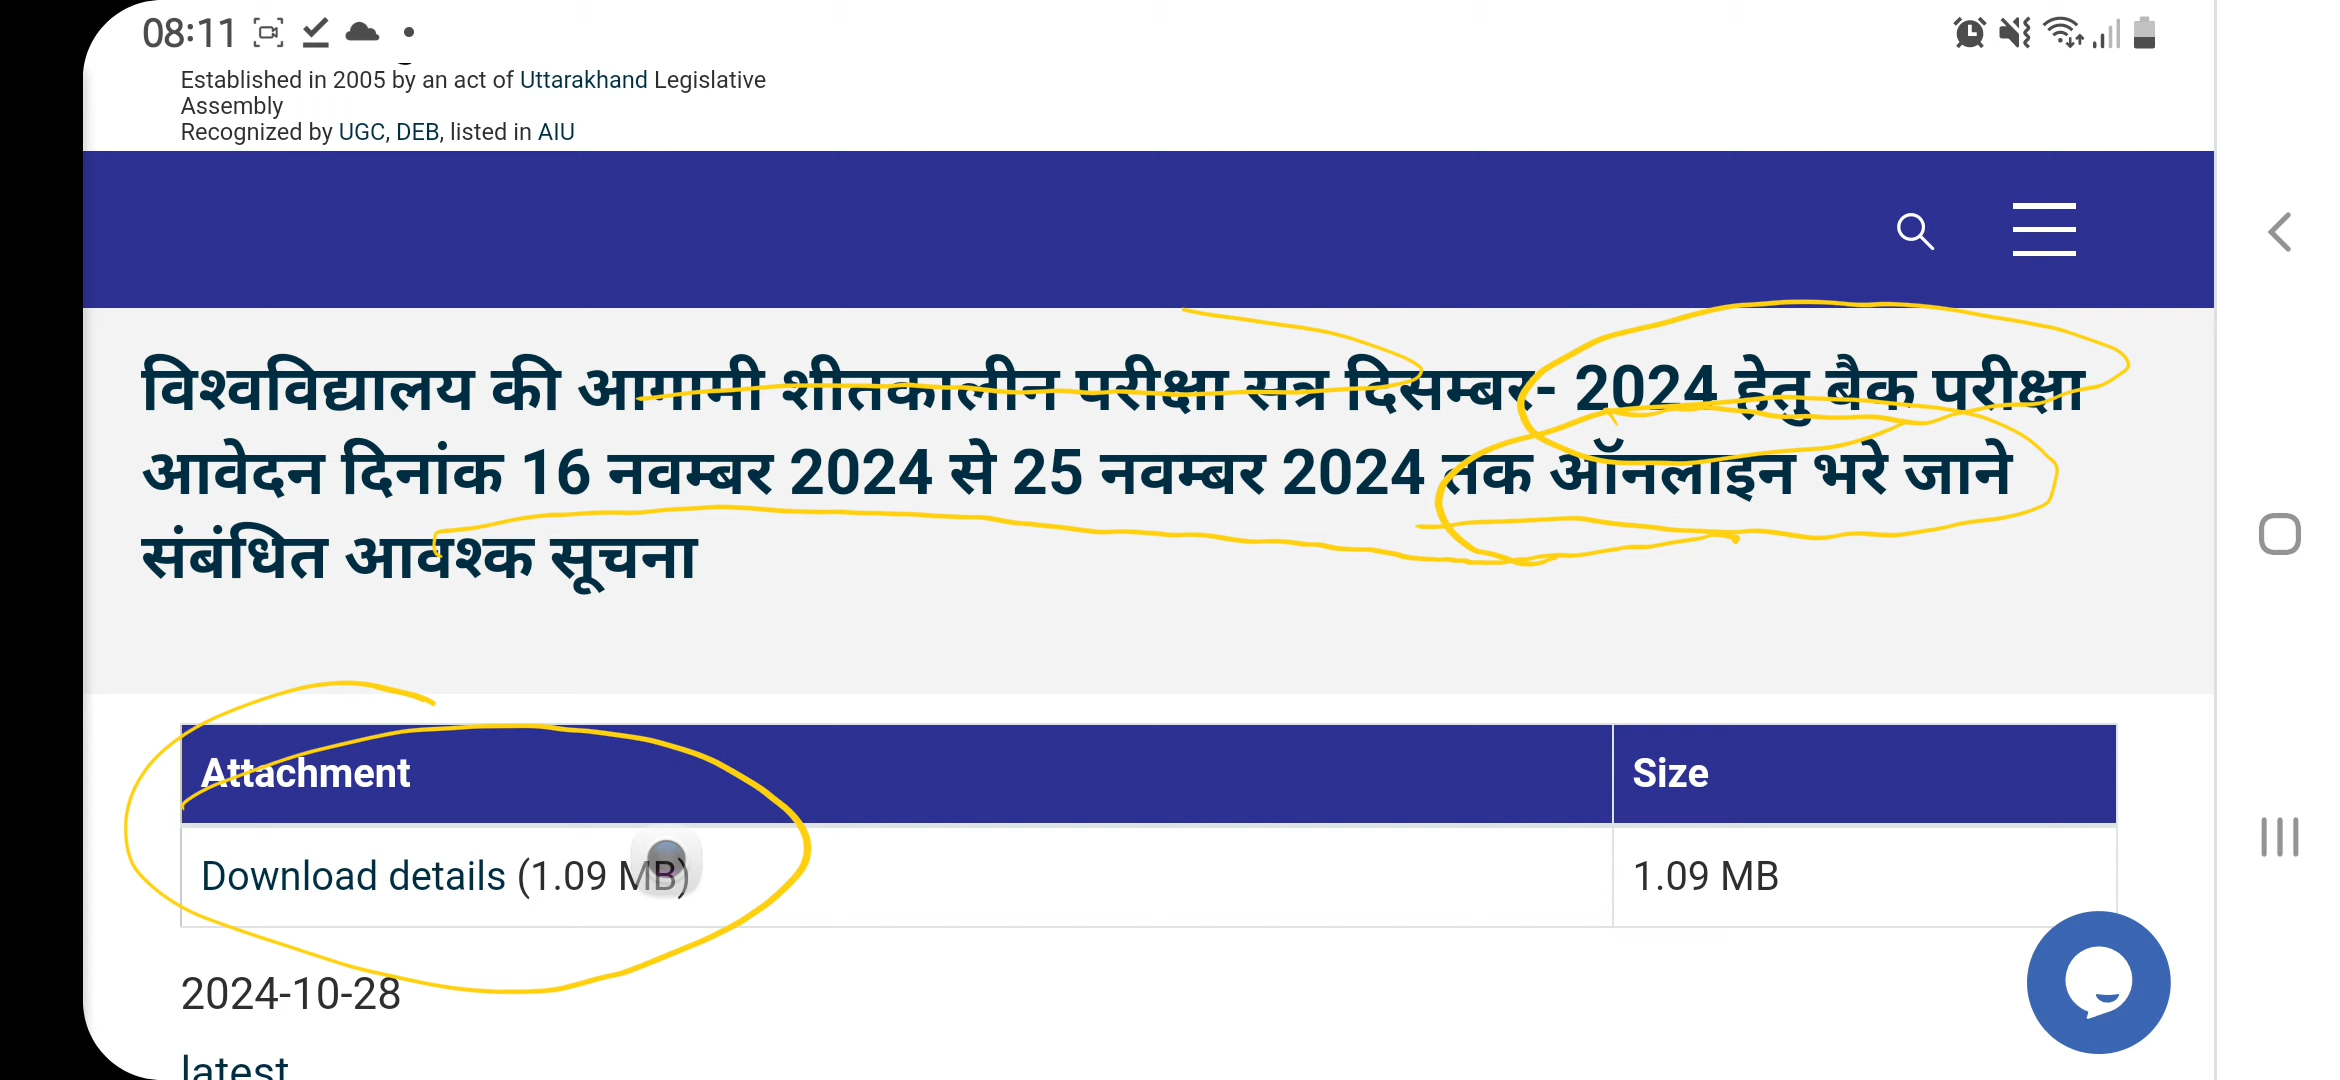 08:11
Established in 2005 by an act of Uttarakhand Legislative
Assembly
Recognized by UGC, DEB, listed in AIU
विश्वविद्यालय की आगामी शीतकालीन परीक्षा सत्र दिसम्बर- 2024 हेतु बैक परीक्षा
आवेदन दिनांक 16 नवम्बर 2024 से 25 नवम्बर 2024 तक ऑनलाइन भरे जाने
संबंधित आवश्क सूचना
Attachment Size
Download details (1.09 MB) 1.09 MB
2024-10-28
latest